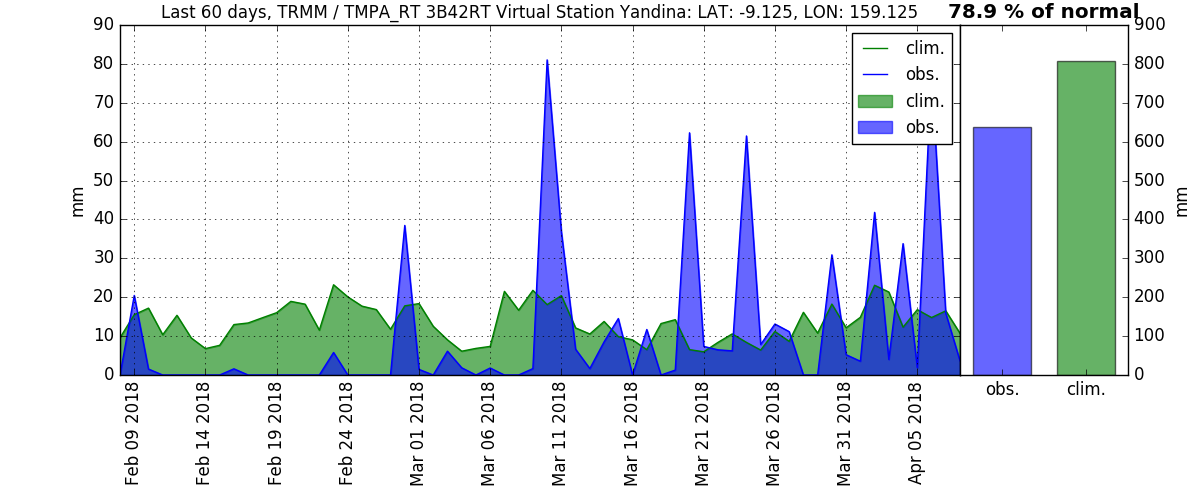 Last 60 days, TRMM / TMPA_RT 3B42RT Virtual Station Yandina: LAT: -9.125, LON: 159.125
78.9 % of normal
90
80
70
60
50
40
30
20
10
0
mm
clim.
obs.
clim.
obs.
900
800
700
600
500
400
300
200
100
0
mm
Feb 09 2018
Feb 14 2018
Feb 19 2018
Feb 24 2018
Mar 01 2018
Mar 06 2018
Mar 11 2018
Mar 16 2018
Mar 21 2018
Mar 26 2018
Mar 31 2018
Apr 05 2018
obs.
clim.